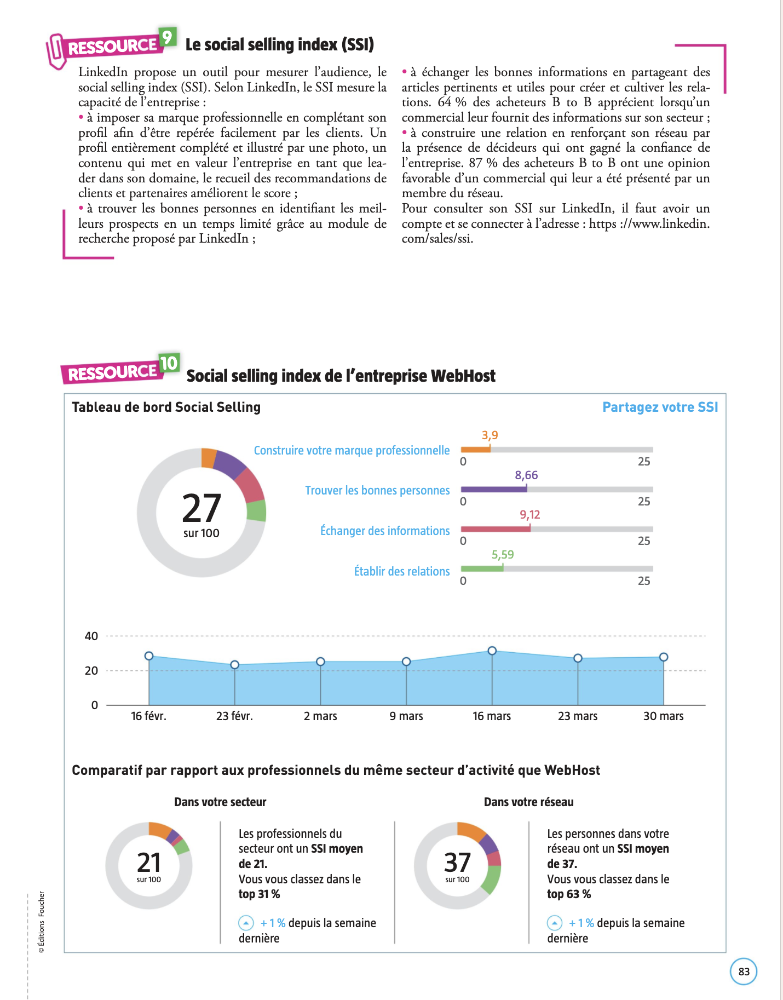 RESSOURCE 9 Le social selling index (SSI)
LinkedIn propose un outil pour mesurer l’audience, le
social selling index (SSI). Selon LinkedIn, le SSI mesure la
capacité de l’entreprise :
• à imposer sa marque professionnelle en complétant son
profil afin d’être repérée facilement par les clients. Un
profil entièrement complété et illustré par une photo, un
contenu qui met en valeur l’entreprise en tant que lea-
der dans son domaine, le recueil des recommandations de
clients et partenaires améliorent le score ;
• à trouver les bonnes personnes en identifiant les meil-
leurs prospects en un temps limité grâce au module de
recherche proposé par LinkedIn ;
• à échanger les bonnes informations en partageant des
articles pertinents et utiles pour créer et cultiver les rela-
tions. 64 % des acheteurs B to B apprécient lorsqu’un
commercial leur fournit des informations sur son secteur ;
• à construire une relation en renforçant son réseau par
la présence de décideurs qui ont gagné la confiance de
l’entreprise. 87 % des acheteurs B to B ont une opinion
favorable d’un commercial qui leur a été présenté par un
membre du réseau.
Pour consulter son SSI sur LinkedIn, il faut avoir un
compte et se connecter à l’adresse : https ://www.linkedin.
com/sales/ssi.
RESSOURCE 10 Social selling index de l’entreprise WebHost
Tableau de bord Social Selling
Partagez votre SSI
27
sur 100
3,9
Construire votre marque professionnelle
0 25
8,66
Trouver les bonnes personnes
0 25
9,12
Échanger des informations
0 25
5,59
Établir des relations
0 25
40
20
0
16 févr. 23 févr. 2 mars 9 mars 16 mars 23 mars 30 mars
Comparatif par rapport aux professionnels du même secteur d’activité que WebHost
Dans votre secteur
21
sur 100
Les professionnels du
secteur ont un SSI moyen
de 21.
Vous vous classez dans le
top 31 %
+ 1 % depuis la semaine
dernière
Dans votre réseau
37
sur 100
Les personnes dans votre
réseau ont un SSI moyen
de 37.
Vous vous classez dans le
top 63 %
+ 1 % depuis la semaine
dernière
© Éditions Foucher
83